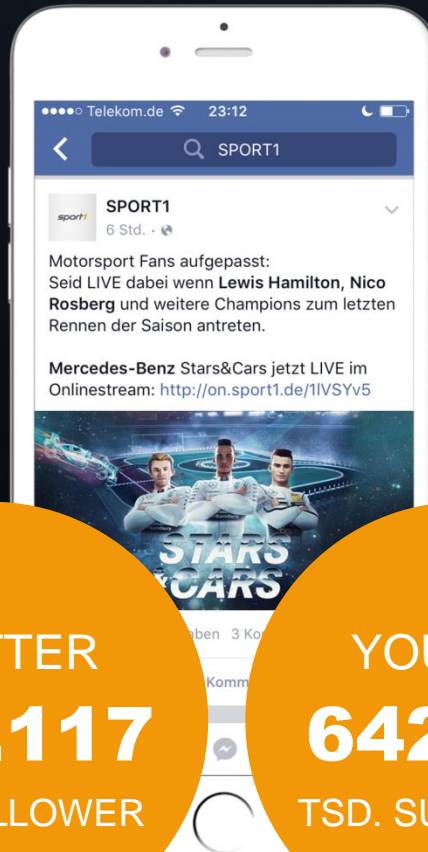 Telekom.de 23:12
SPORT1
sport1
SPORT1
6 Std.
Motorsport Fans aufgepasst:
Seid LIVE dabei wenn Lewis Hamilton, Nico
Rosberg und weitere Champions zum letzten
Rennen der Saison antreten.
Mercedes-Benz Stars&Cars jetzt LIVE im
Onlinestream: http://on.sport1.de/1lVSYv5
STARS
&CARS
3
TTER
.117
LLOWER
YOU
642
TSD. SU